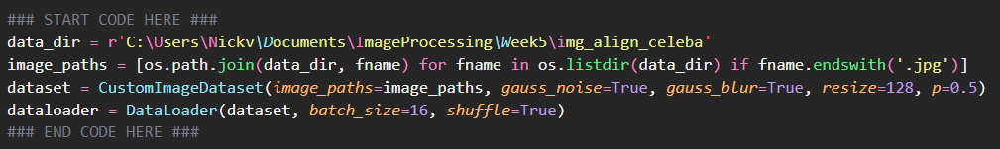 ### START CODE HERE ###
data_dir = r'C:\Users\Nickv\Documents\ImageProcessing\Week5\img_align_celeba'
image_paths = [os.path.join(data_dir, fname) for fname in os.listdir(data_dir) if fname.endswith('.jpg')]
dataset = CustomImageDataset(image_paths=image_paths, gauss_noise=True, gauss_blur=True, resize=128, p=0.5)
dataloader = DataLoader(dataset, batch_size=16, shuffle=True)
### END CODE HERE ###